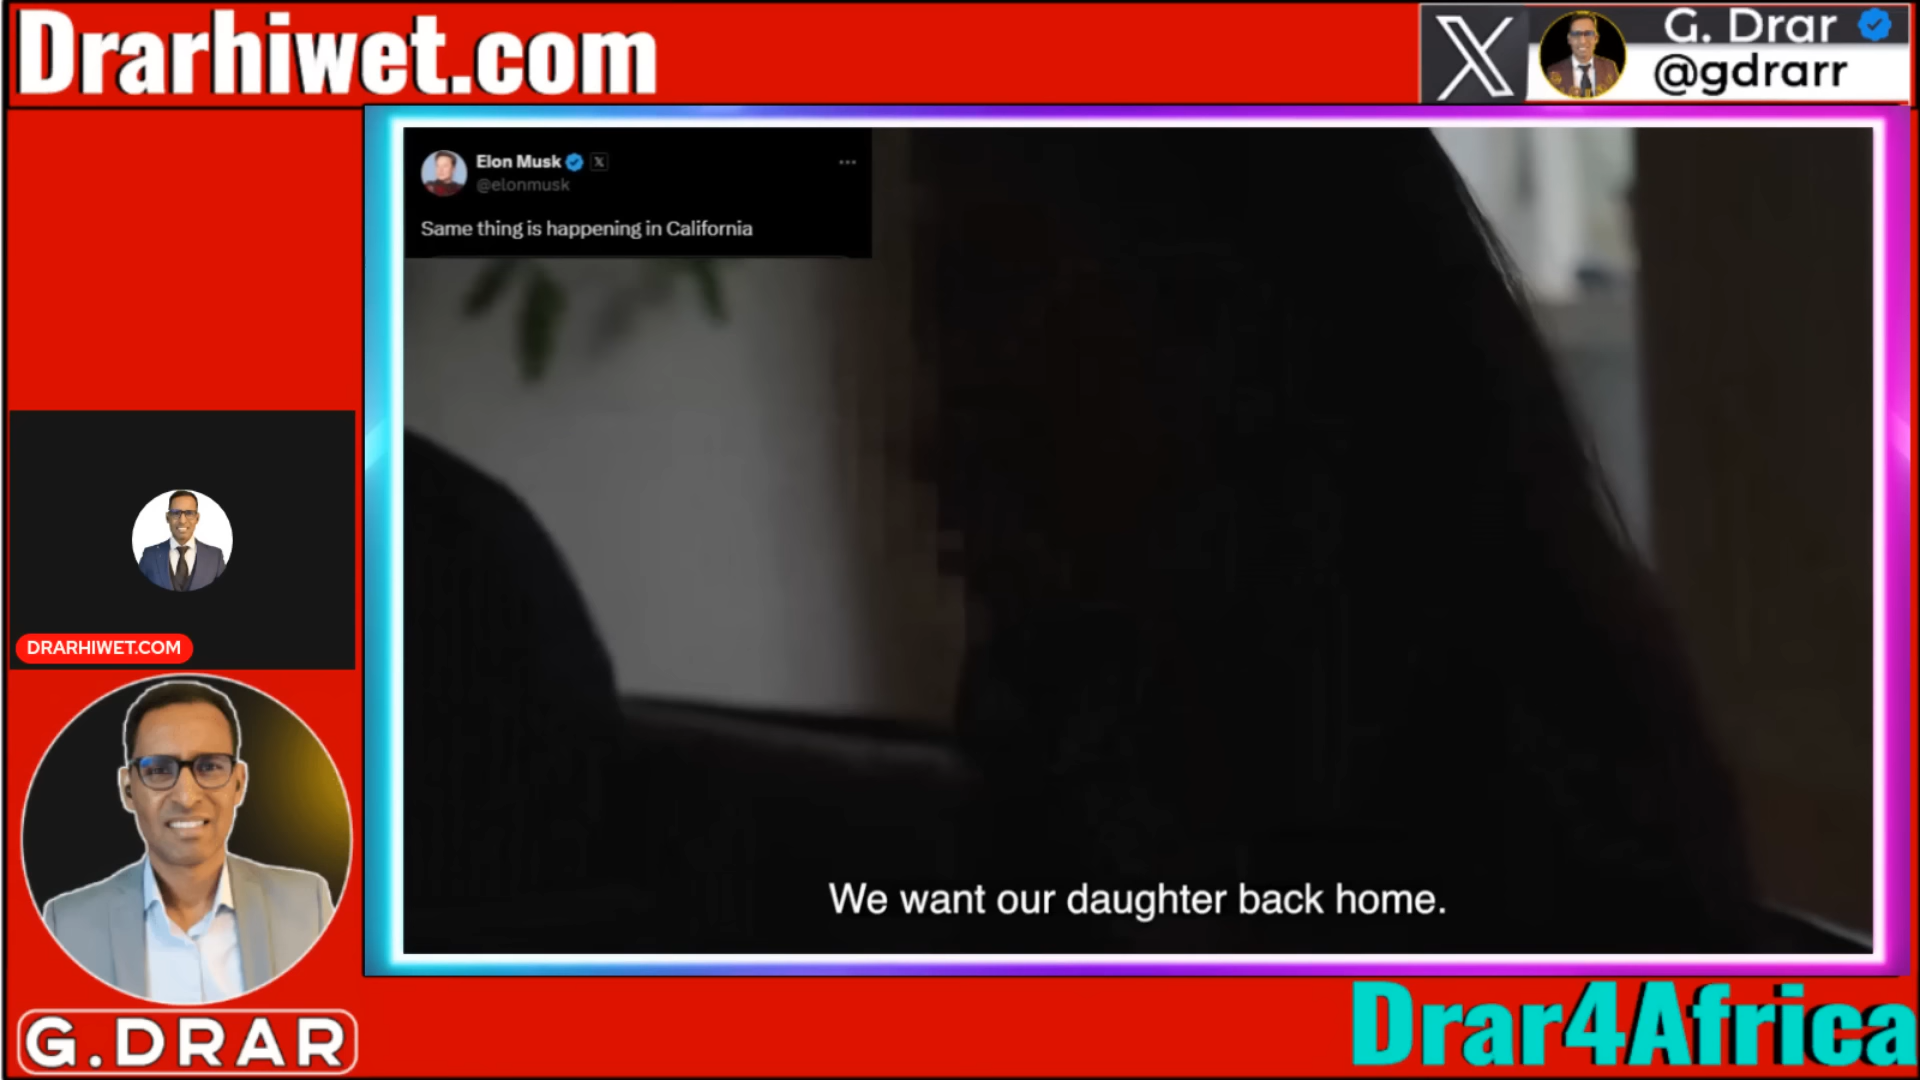 Drarhiwet.com
X
G. Drar
@gdrarr
Elon Musk X
@elonmusk
Same thing is happening in California
We want our daughter back home.
DRARHIWET.COM
G.DRAR
Drar4Africa